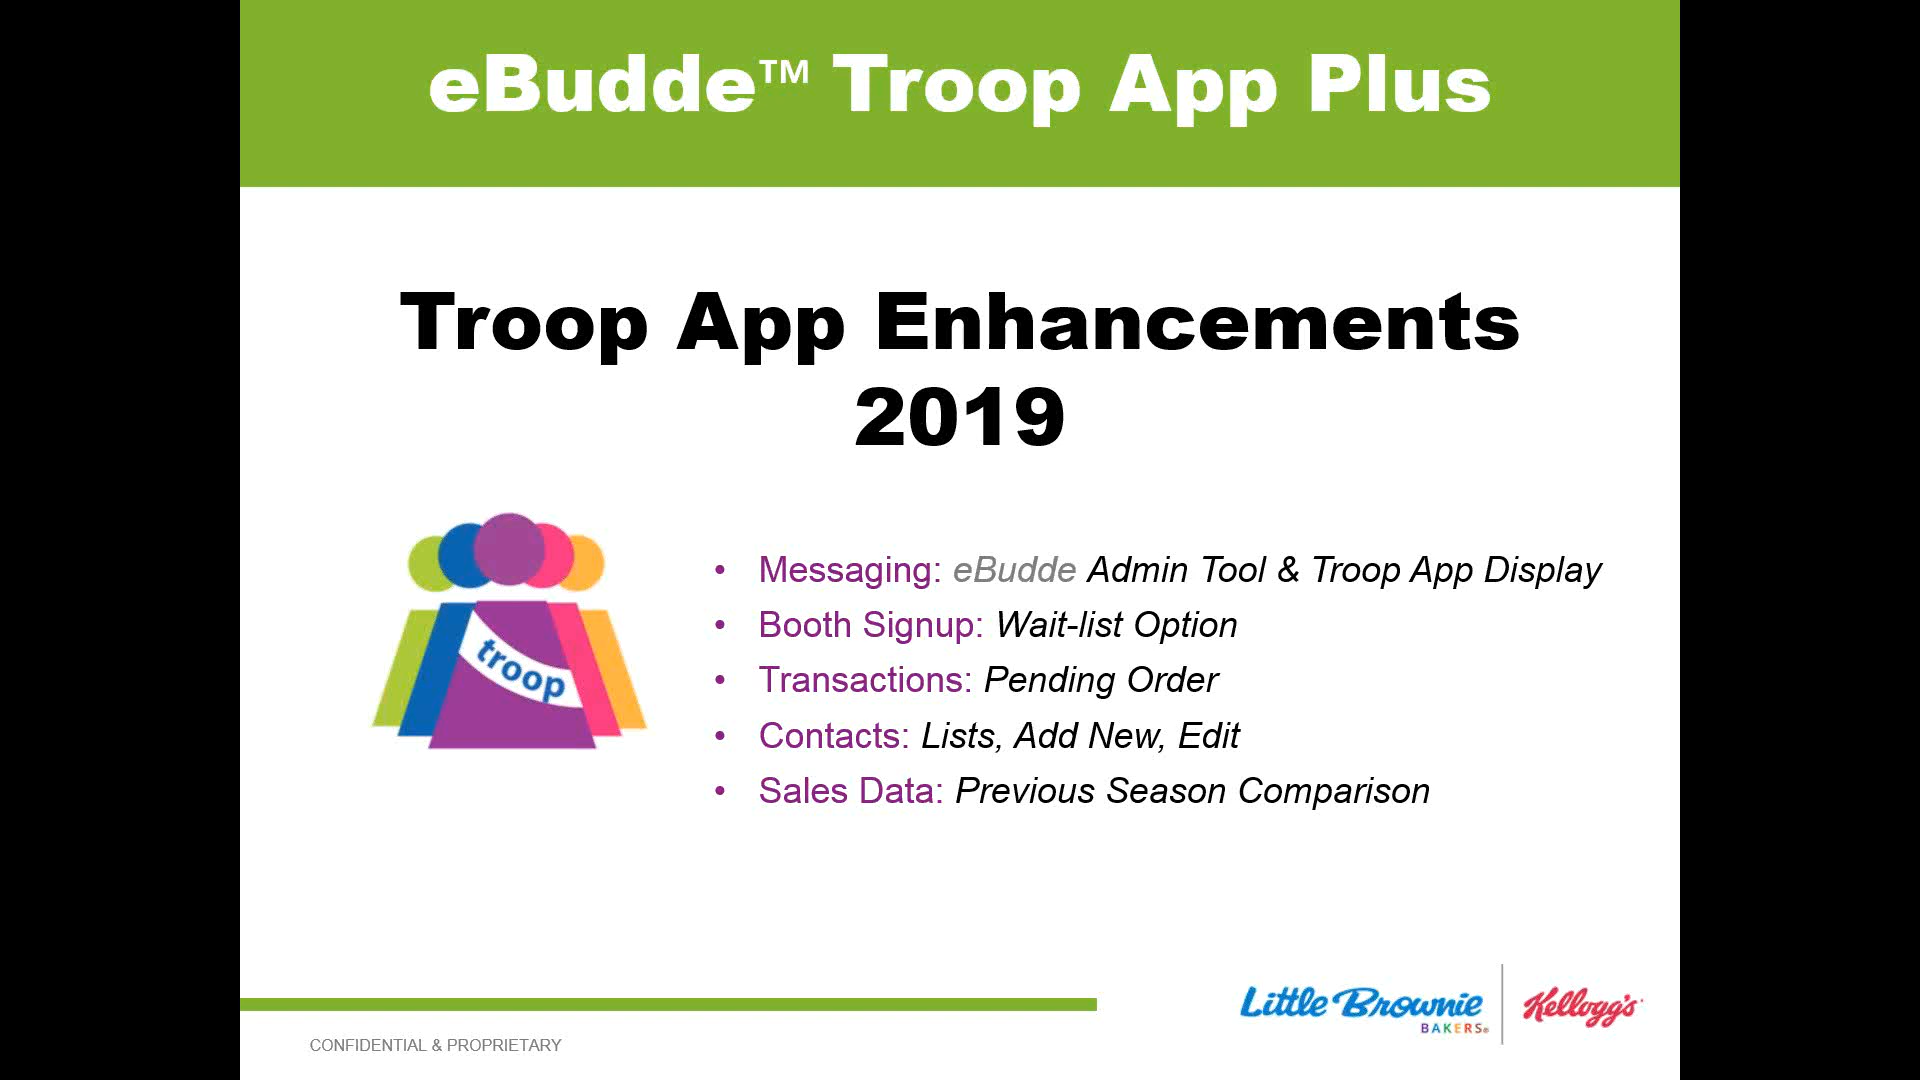 eBudde™ Troop App Plus
Troop App Enhancements
2019
troop
• Messaging: eBudde Admin Tool & Troop App Display
• Booth Signup: Wait-list Option
• Transactions: Pending Order
• Contacts: Lists, Add New, Edit
• Sales Data: Previous Season Comparison
Little Brownie
BAKERS®
Kellogg's
CONFIDENTIAL & PROPRIETARY